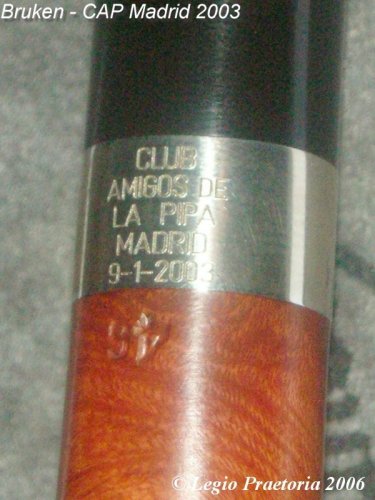 Bruken - CAP Madrid 2003
CLUB
AMIGOS DE
LA PIPA
MADRID
9-1-2003
© Legio Praetoria 2006